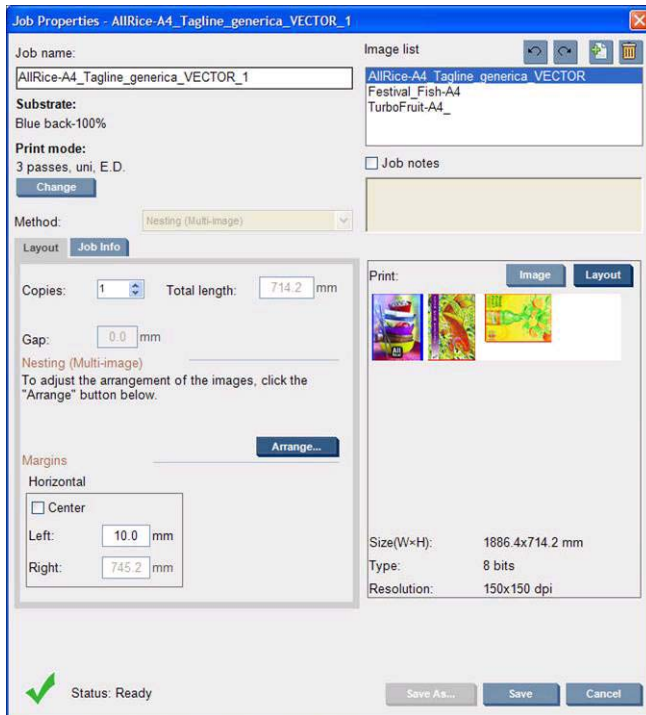 Job Properties - AllRice-A4_Tagline_generica_VECTOR_1
Job name:
AllRice-A4_Tagline_generica_VECTOR_1
Substrate:
Blue back-100%
Print mode:
3 passes, uni, E.D.
Change
Method: Nesting (Multi-image)
Image list
AllRice-A4_Tagline_generica_VECTOR
Festival_Fish-A4
TurboFruit-A4_
Job notes
Layout Job Info
Copies: 1 Total length: 714.2 mm
Gap: 0.0 mm
Nesting (Multi-image)
To adjust the arrangement of the images, click the
"Arrange" button below.
Arrange...
Margins
Horizontal
Center
Left: 10.0 mm
Right: 745.2 mm
Print: Image Layout
All
Size(W×H): 1886.4x714.2 mm
Type: 8 bits
Resolution: 150x150 dpi
Status: Ready
Save As... Save Cancel